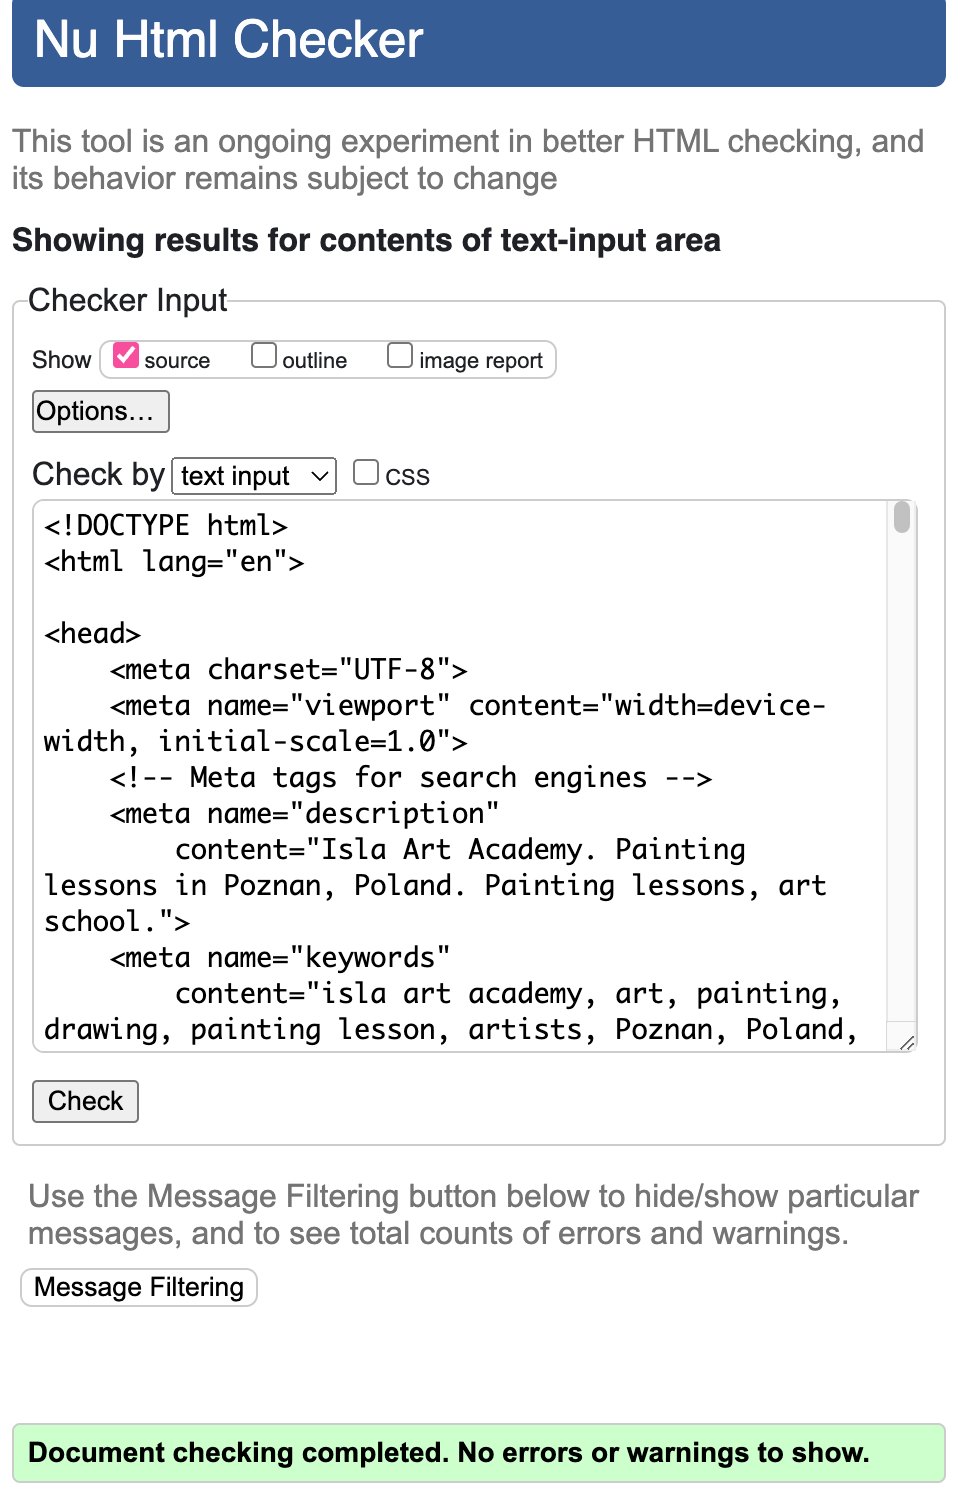 Nu Html Checker
This tool is an ongoing experiment in better HTML checking, and
its behavior remains subject to change
Showing results for contents of text-input area
Checker Input
Show source outline image report
Options...
Check by text input css
<!DOCTYPE html>
<html lang="en">
<head>
    <meta charset="UTF-8">
    <meta name="viewport" content="width=device-
width, initial-scale=1.0">
    <!-- Meta tags for search engines -->
    <meta name="description"
        content="Isla Art Academy. Painting
lessons in Poznan, Poland. Painting lessons, art
school.">
    <meta name="keywords"
        content="isla art academy, art, painting,
drawing, painting lesson, artists, Poznan, Poland,
Check
Use the Message Filtering button below to hide/show particular
messages, and to see total counts of errors and warnings.
Message Filtering
Document checking completed. No errors or warnings to show.